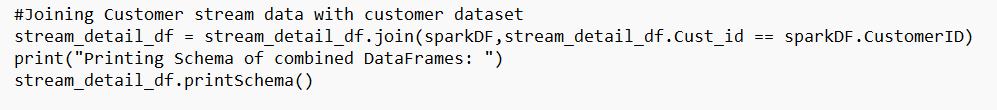 #Joining Customer stream data with customer dataset
stream_detail_df = stream_detail_df.join(sparkDF,stream_detail_df.Cust_id == sparkDF.CustomerID)
print("Printing Schema of combined DataFrames: ")
stream_detail_df.printSchema()